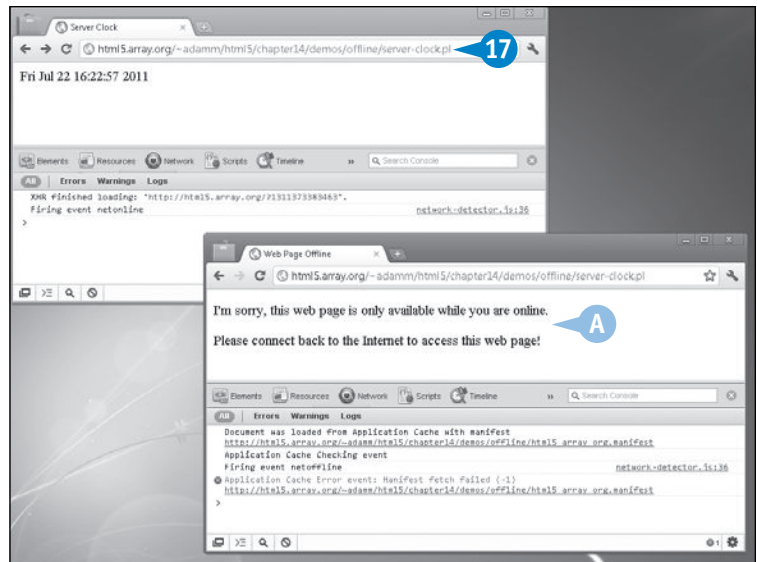 Server Clock
html5.array.org/~adamm/html5/chapter14/demos/offline/server-clock.pl
17
Fri Jul 22 16:22:57 2011
Elements Resources Network Scripts Timeline » Search Console
All Errors Warnings Logs
XHR finished loading: "http://html5.array.org/?1311373383463".
Firing event netonline network-detector.js:36
>
Web Page Offline
html5.array.org/~adamm/html5/chapter14/demos/offline/server-clock.pl
I'm sorry, this web page is only available while you are online.
A
Please connect back to the Internet to access this web page!
Elements Resources Network Scripts Timeline » Search Console
All Errors Warnings Logs
Document was loaded from Application Cache with manifest
http://html5.array.org/~adamm/html5/chapter14/demos/offline/html5_array_org.manifest
Application Cache Checking event
Firing event netoffline network-detector.js:36
Application Cache Error event: Manifest fetch failed (-1)
http://html5.array.org/~adamm/html5/chapter14/demos/offline/html5_array_org.manifest
>
1